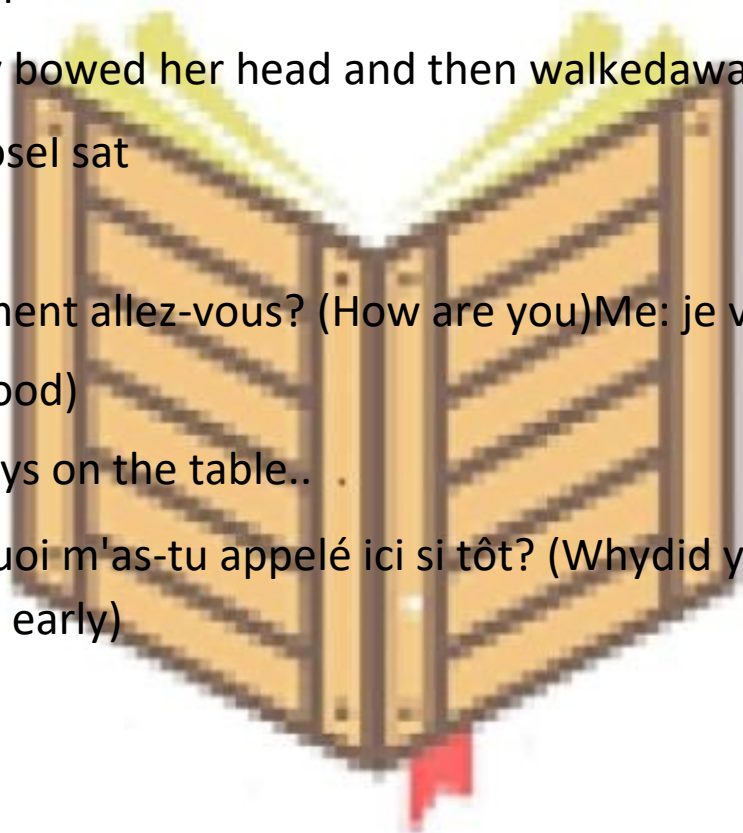 bowed her head and then walkedawa
sel sat
ment allez-vous? (How are you)Me: je v
ood)
ys on the table..
uoi m'as-tu appelé ici si tôt? (Whydid y
early)